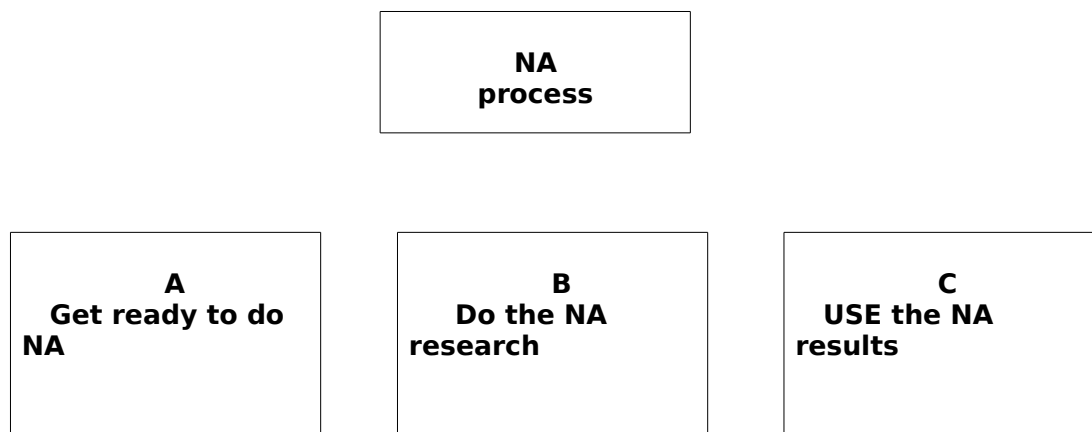 NA
process
A
Get ready to do
NA
B
Do the NA
research
C
USE the NA
results